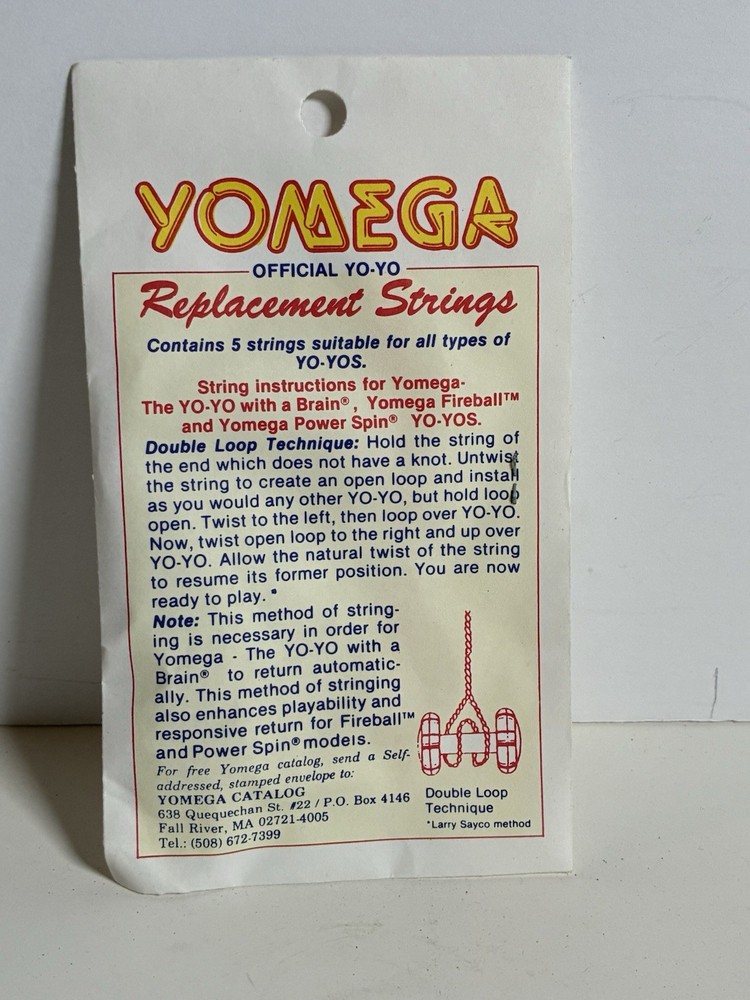 YOMEGA
OFFICIAL YO-YO
Replacement Strings
Contains 5 strings suitable for all types of
YO-YOS.
String instructions for Yomega-
The YO-YO with a Brain®, Yomega Fireball™
and Yomega Power Spin® YO-YOS.
Double Loop Technique: Hold the string of
the end which does not have a knot. Untwist
the string to create an open loop and install
as you would any other YO-YO, but hold loop
open. Twist to the left, then loop over YO-YO.
Now, twist open loop to the right and up over
YO-YO. Allow the natural twist of the string
to resume its former position. You are now
ready to play.*
Note: This method of string-
ing is necessary in order for
Yomega - The YO-YO with a
Brain® to return automatic-
ally. This method of stringing
also enhances playability and
responsive return for Fireball™
and Power Spin® models.
For free Yomega catalog, send a Self-
addressed, stamped envelope to:
YOMEGA CATALOG
638 Quequechan St. #22 / P.O. Box 4146
Fall River, MA 02721-4005
Tel.: (508) 672-7399
Double Loop
Technique
*Larry Sayco method